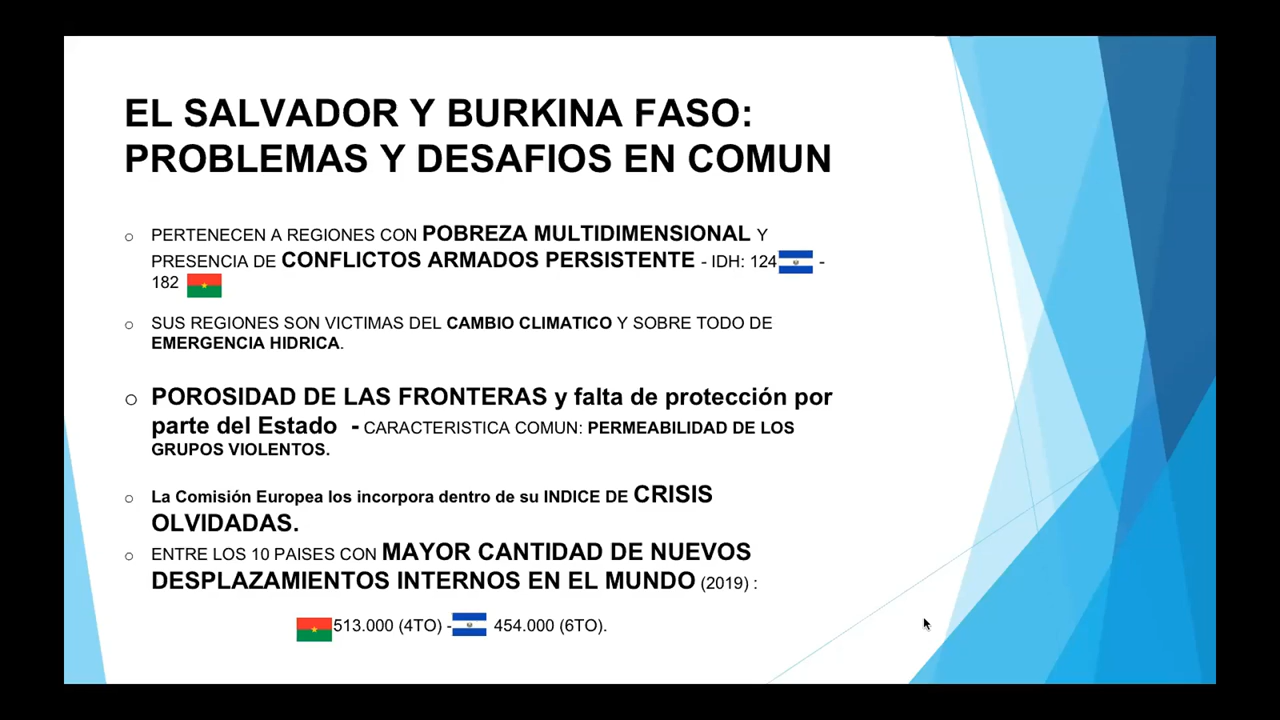 EL SALVADOR Y BURKINA FASO:
PROBLEMAS Y DESAFIOS EN COMUN
o PERTENECEN A REGIONES CON POBREZA MULTIDIMENSIONAL Y
PRESENCIA DE CONFLICTOS ARMADOS PERSISTENTE - IDH: 124 -
182
o SUS REGIONES SON VICTIMAS DEL CAMBIO CLIMATICO Y SOBRE TODO DE
EMERGENCIA HIDRICA.
o POROSIDAD DE LAS FRONTERAS y falta de protección por
parte del Estado - CARACTERISTICA COMUN: PERMEABILIDAD DE LOS
GRUPOS VIOLENTOS.
o La Comisión Europea los incorpora dentro de su INDICE DE CRISIS
OLVIDADAS.
o ENTRE LOS 10 PAISES CON MAYOR CANTIDAD DE NUEVOS
DESPLAZAMIENTOS INTERNOS EN EL MUNDO (2019) :
513.000 (4TO) - 454.000 (6TO).